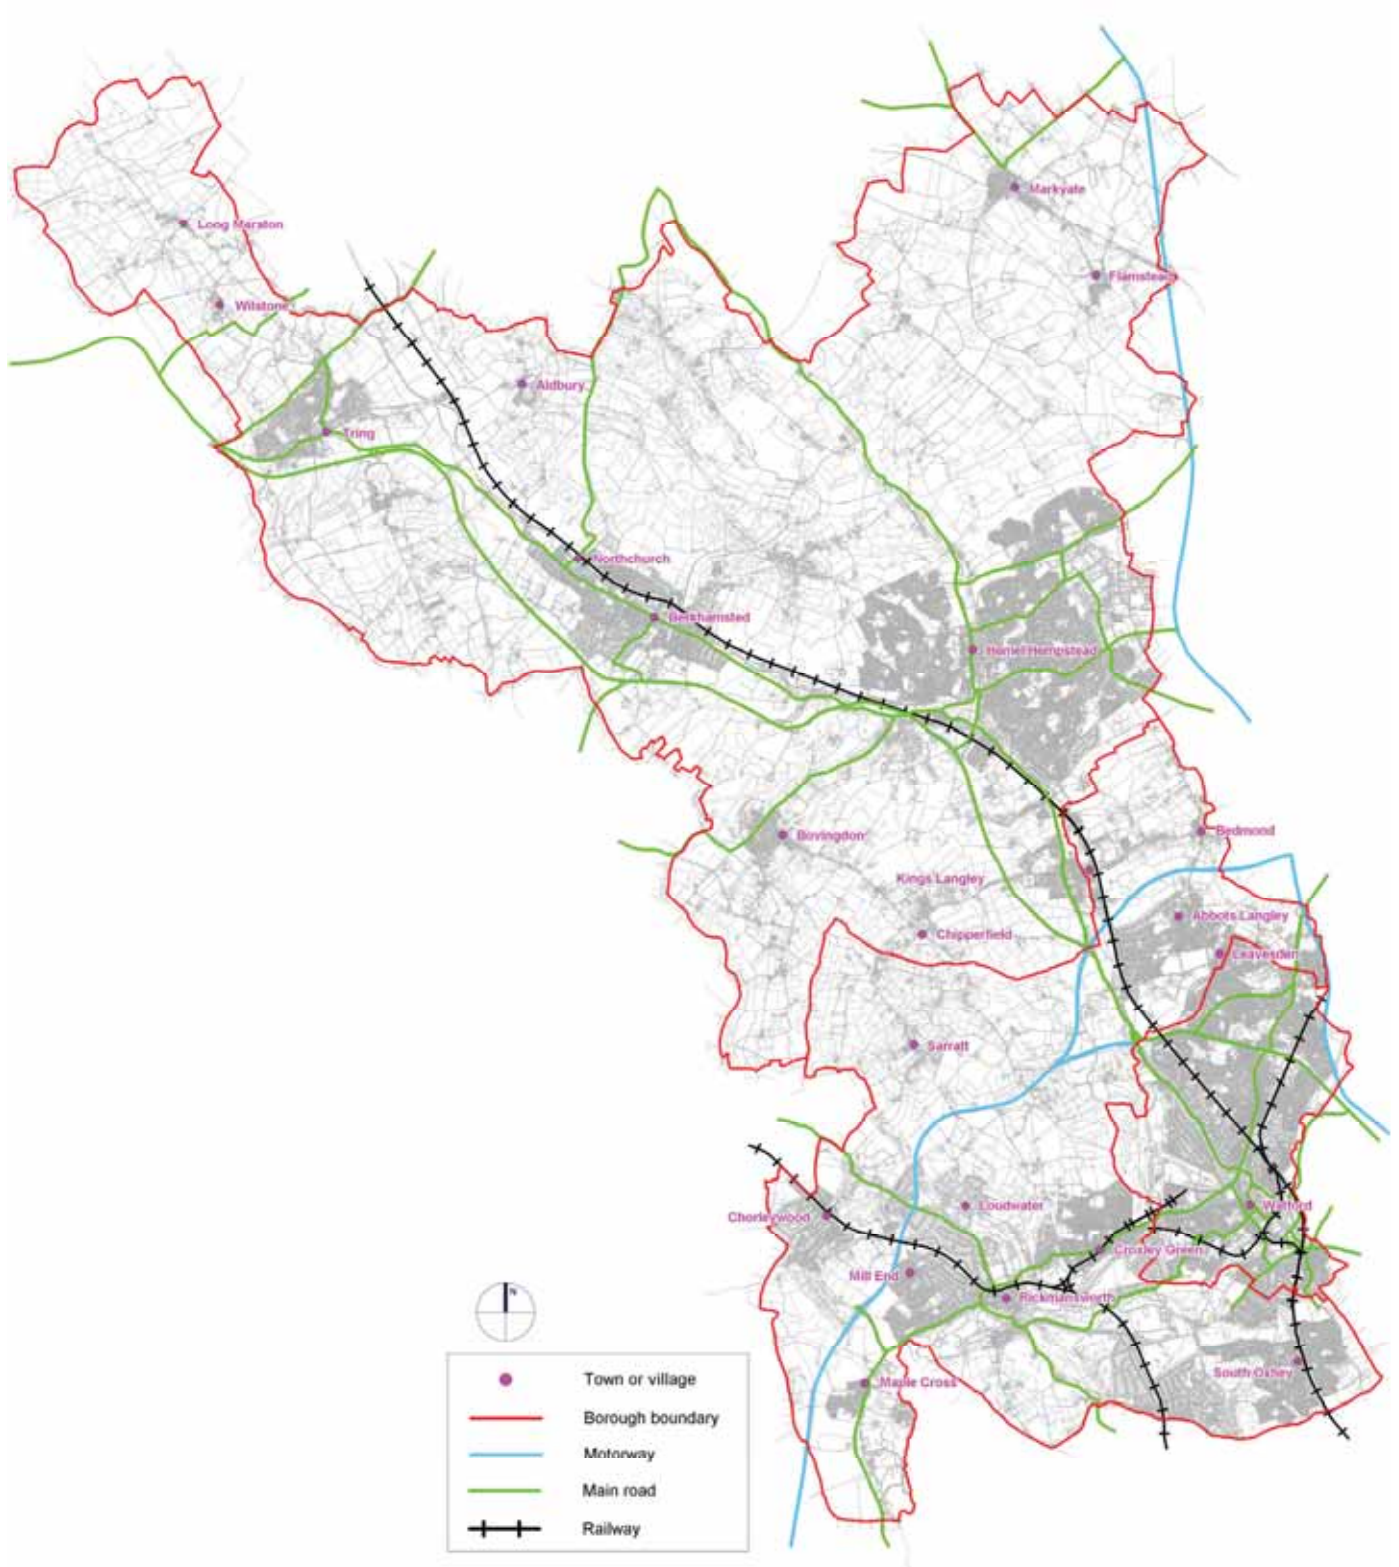 Markyate
Long Marston
Flamstead
Wilstone
Aldbury
Tring
Northchurch
Berkhamsted
Hemel Hempstead
Bedmond
Bovingdon
Kings Langley
Abbots Langley
Chipperfield
Leavesden
Sarratt
Loudwater
Watford
Chorleywood
Croxley Green
Mill End
Rickmansworth
N
South Oxhey
Maple Cross
Town or village
Borough boundary
Motorway
Main road
Railway